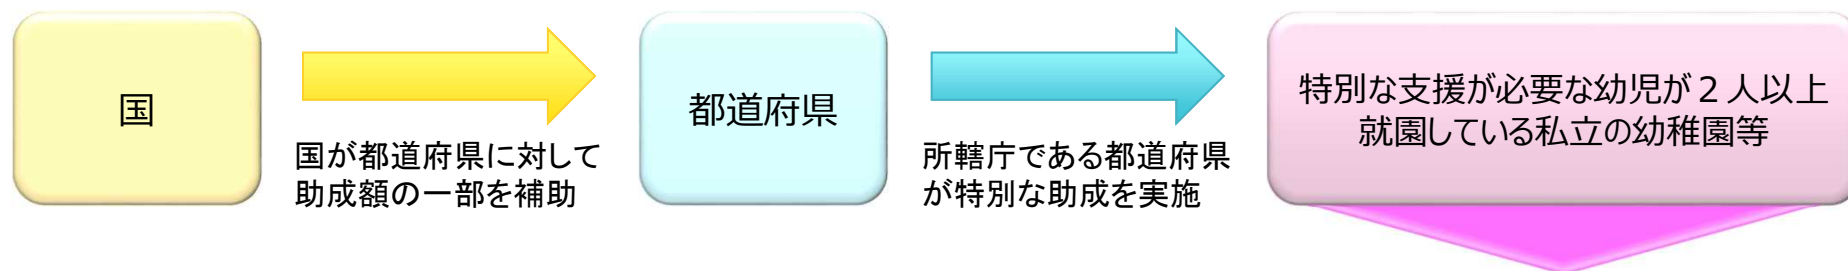 国
国が都道府県に対して
助成額の一部を補助
都道府県
所轄庁である都道府県
が特別な助成を実施
特別な支援が必要な幼児が２人以上
就園している私立の幼稚園等